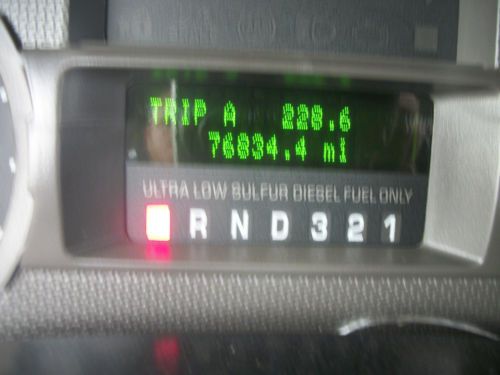 TRIP A 228.6
76834.4 mi
ULTRA LOW SULFUR DIESEL FUEL ONLY
R N D 3 2 1